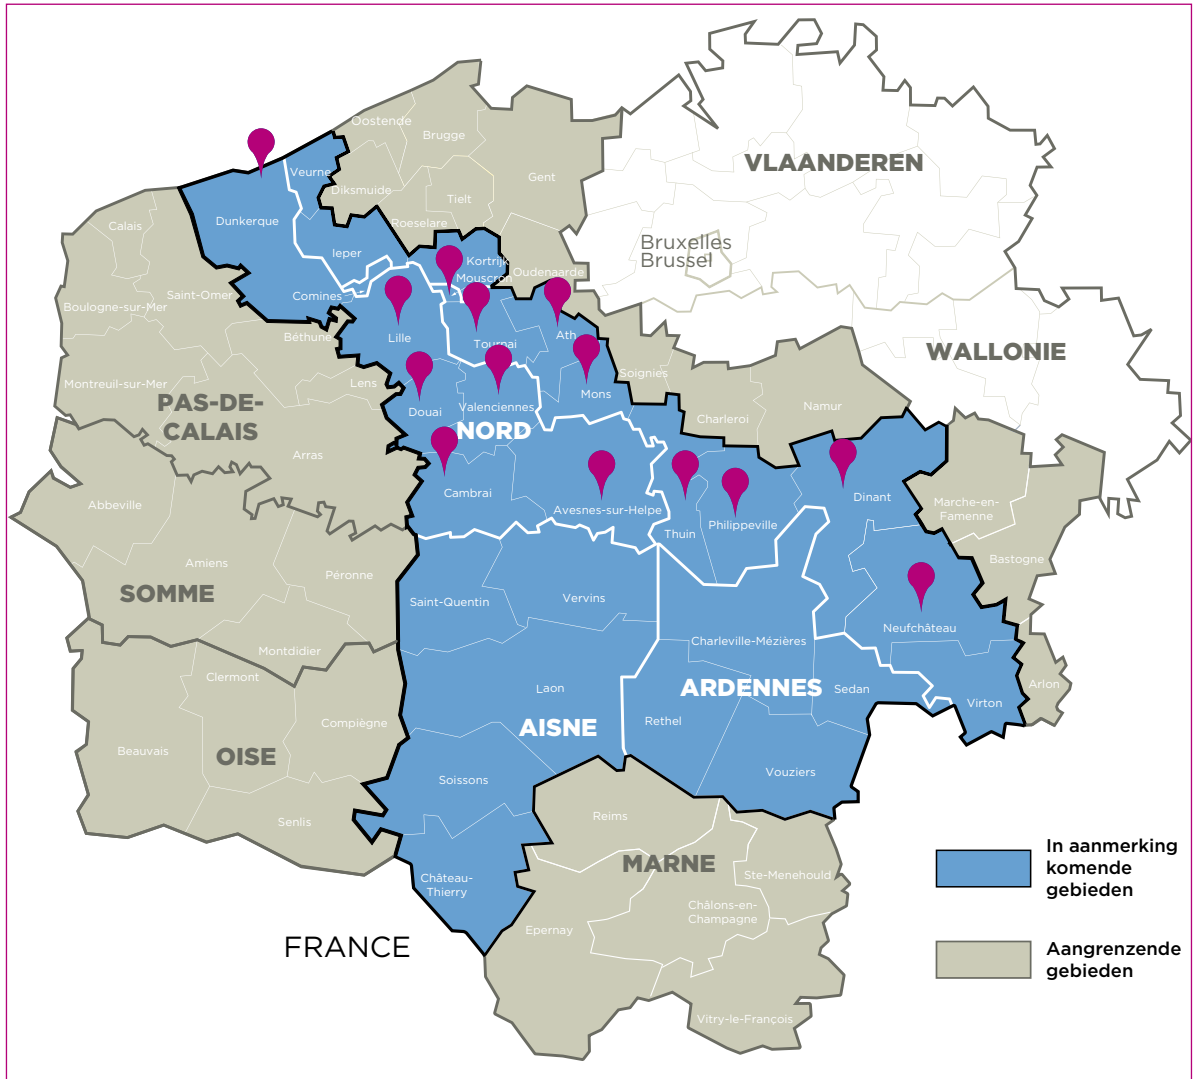 Oostende
Brugge
VLAANDEREN
Veurne
Diksmuide
Gent
Tielt
Calais
Dunkerque
Roeselare
Ieper
Bruxelles
Brussel
Kortrijk
Mouscron
Oudenaarde
Saint-Omer
Comines
Boulogne-sur-Mer
Béthune
Lille
Tournai
Ath
WALLONIE
Montreuil-sur-Mer
Lens
Soignies
Mons
PAS-DE-
CALAIS
Douai
Valenciennes
NORD
Charleroi
Namur
Arras
Cambrai
Avesnes-sur-Helpe
Dinant
Abbeville
Thuin
Philippeville
Marche-en-
Famenne
Amiens
Péronne
Bastogne
SOMME
Saint-Quentin
Vervins
Neufchâteau
Montdidier
Charleville-Mézières
Clermont
Laon
ARDENNES
Sedan
Arlon
Virton
Compiègne
AISNE
Rethel
Beauvais
OISE
Soissons
Vouziers
Senlis
Reims
In aanmerking
komende
gebieden
MARNE
Château-
Thierry
Ste-Menehould
Châlons-en-
Champagne
Epernay
FRANCE
Aangrenzende
gebieden
Vitry-le-François